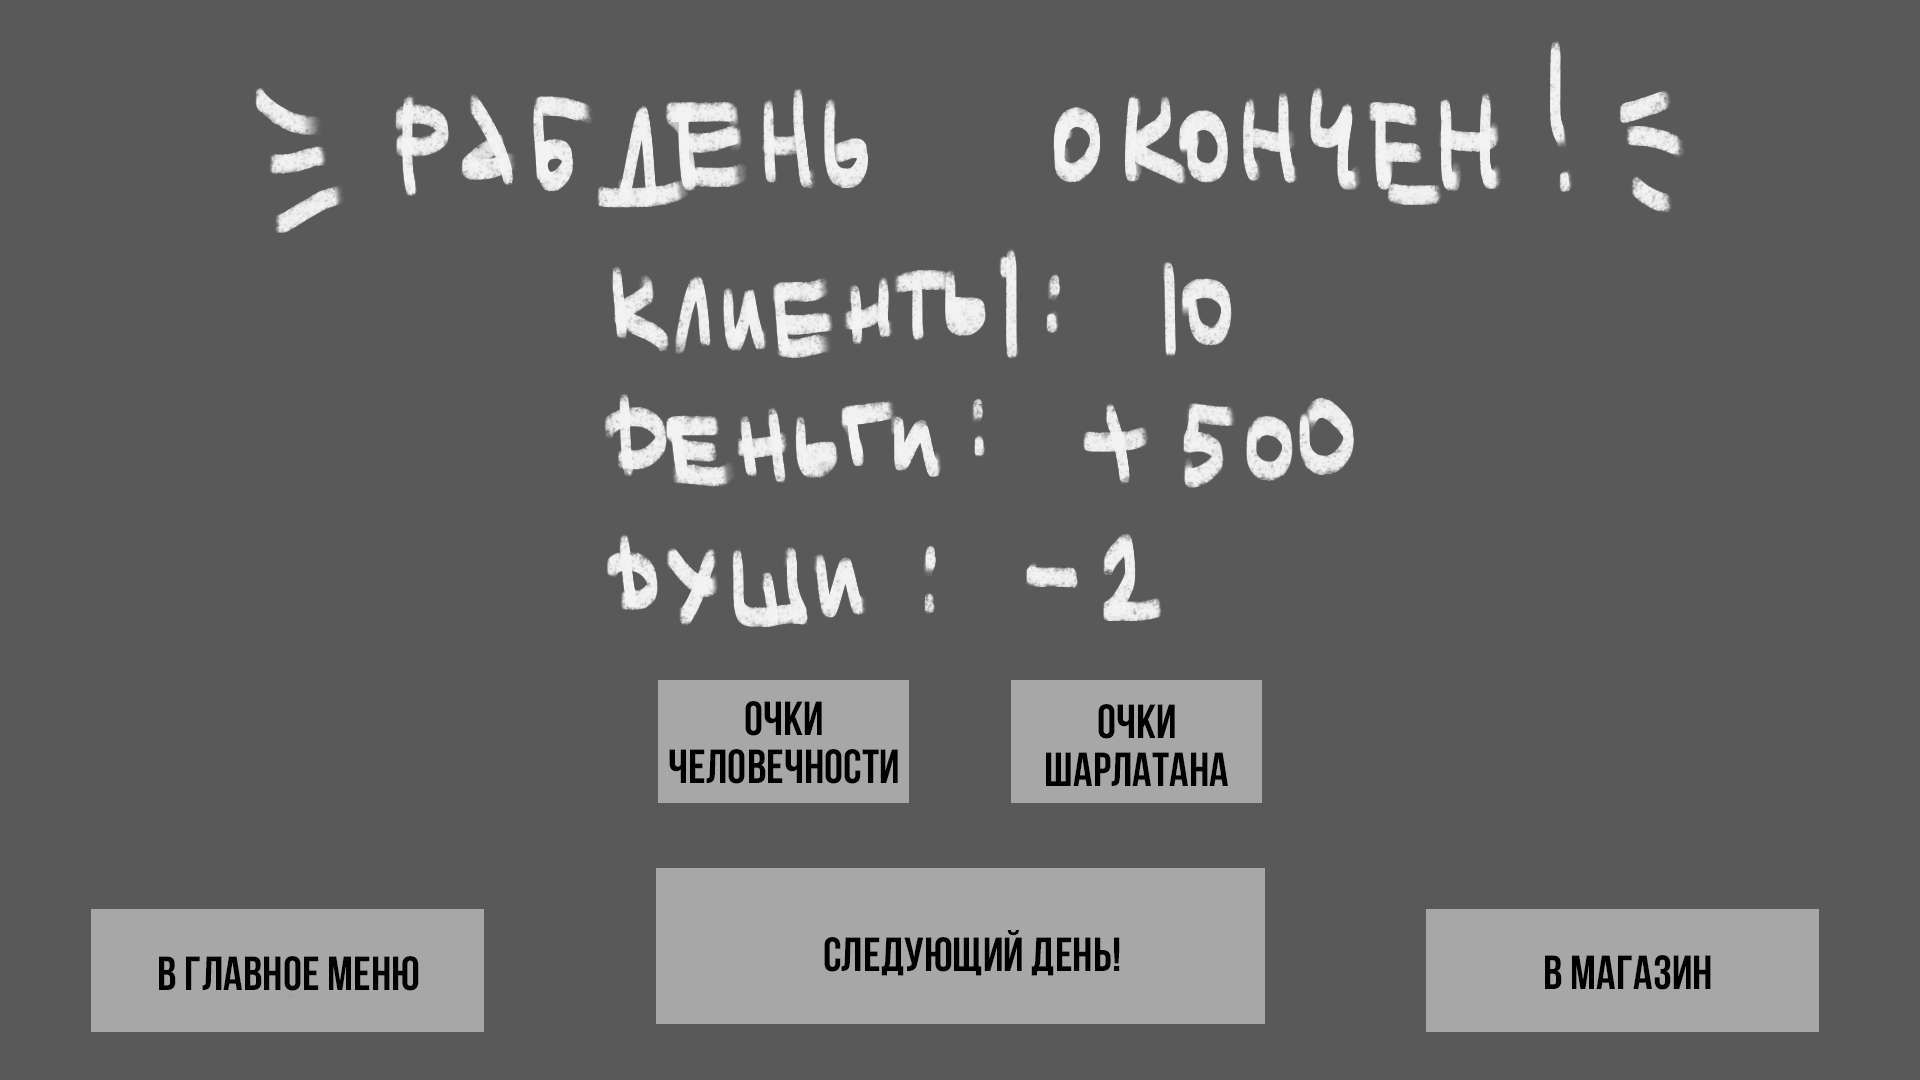 РАБДЕНЬ ОКОНЧЕН!
КЛИЕНТЫ: 10
ДЕНЬГИ: +500
ДУШИ: -2
ОЧКИ
ЧЕЛОВЕЧНОСТИ
ОЧКИ
ШАРЛАТАНА
В ГЛАВНОЕ МЕНЮ
СЛЕДУЮЩИЙ ДЕНЬ!
В МАГАЗИН